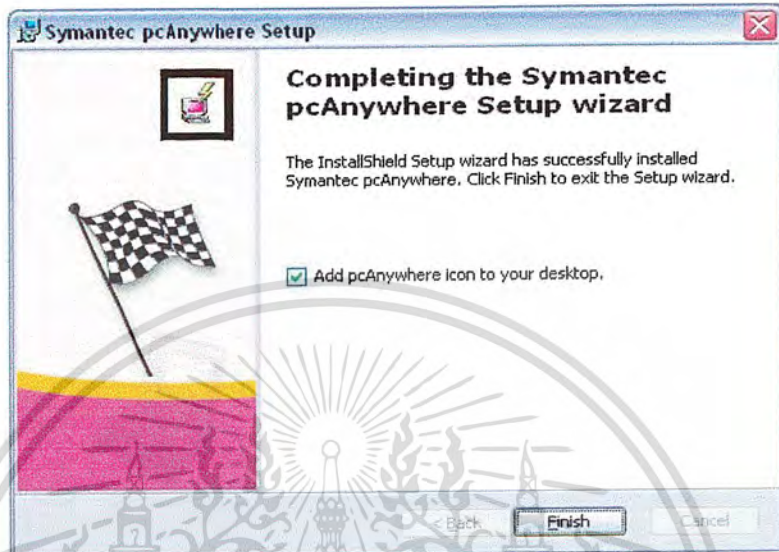 Symantec pcAnywhere Setup
Completing the Symantec
pcAnywhere Setup wizard
The InstallShield Setup wizard has successfully installed
Symantec pcAnywhere. Click Finish to exit the Setup wizard.
Add pcAnywhere icon to your desktop.
< Back
Finish
Cancel